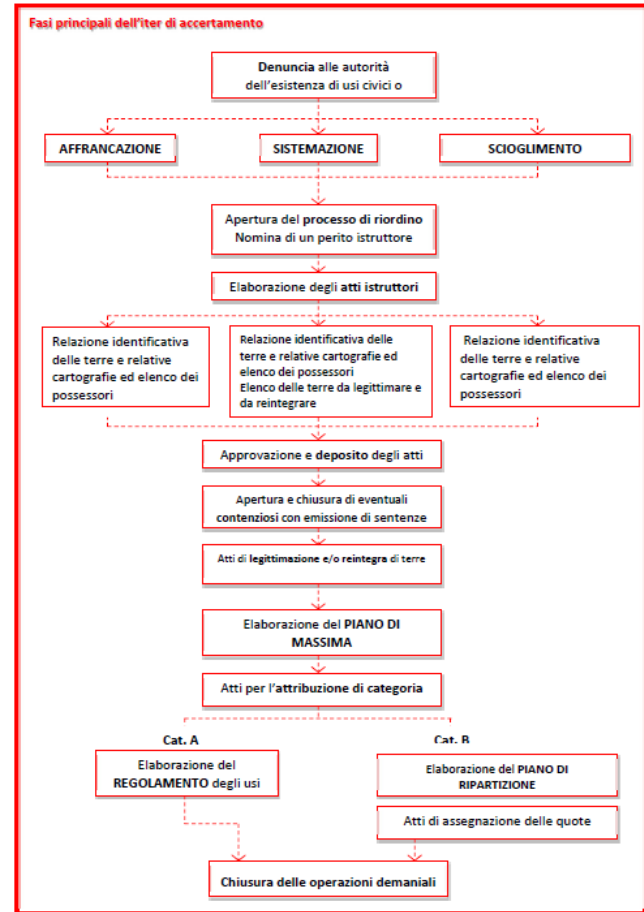 Fasi principali dell'iter di accertamento
Denuncia alle autorità
dell'esistenza di usi civici o
AFFRANCAZIONE
SISTEMAZIONE
SCIOGLIMENTO
Apertura del processo di riordino
Nomina di un perito istruttore
Elaborazione degli atti istruttori
Relazione identificativa
delle terre e relative
cartografie ed elenco dei
possessori
Relazione identificativa delle
terre e relative cartografie ed
elenco dei possessori
Elenco delle terre da legittimare e
da reintegrare
Relazione identificativa
delle terre e relative
cartografie ed elenco dei
possessori
Approvazione e deposito degli atti
Apertura e chiusura di eventuali
contenziosi con emissione di sentenze
Atti di legittimazione e/o reintegra di terre
Elaborazione del PIANO DI
MASSIMA
Atti per l'attribuzione di categoria
Cat. A
Elaborazione del
REGOLAMENTO degli usi
Cat. B
Elaborazione del PIANO DI
RIPARTIZIONE
Atti di assegnazione delle quote
Chiusura delle operazioni demaniali